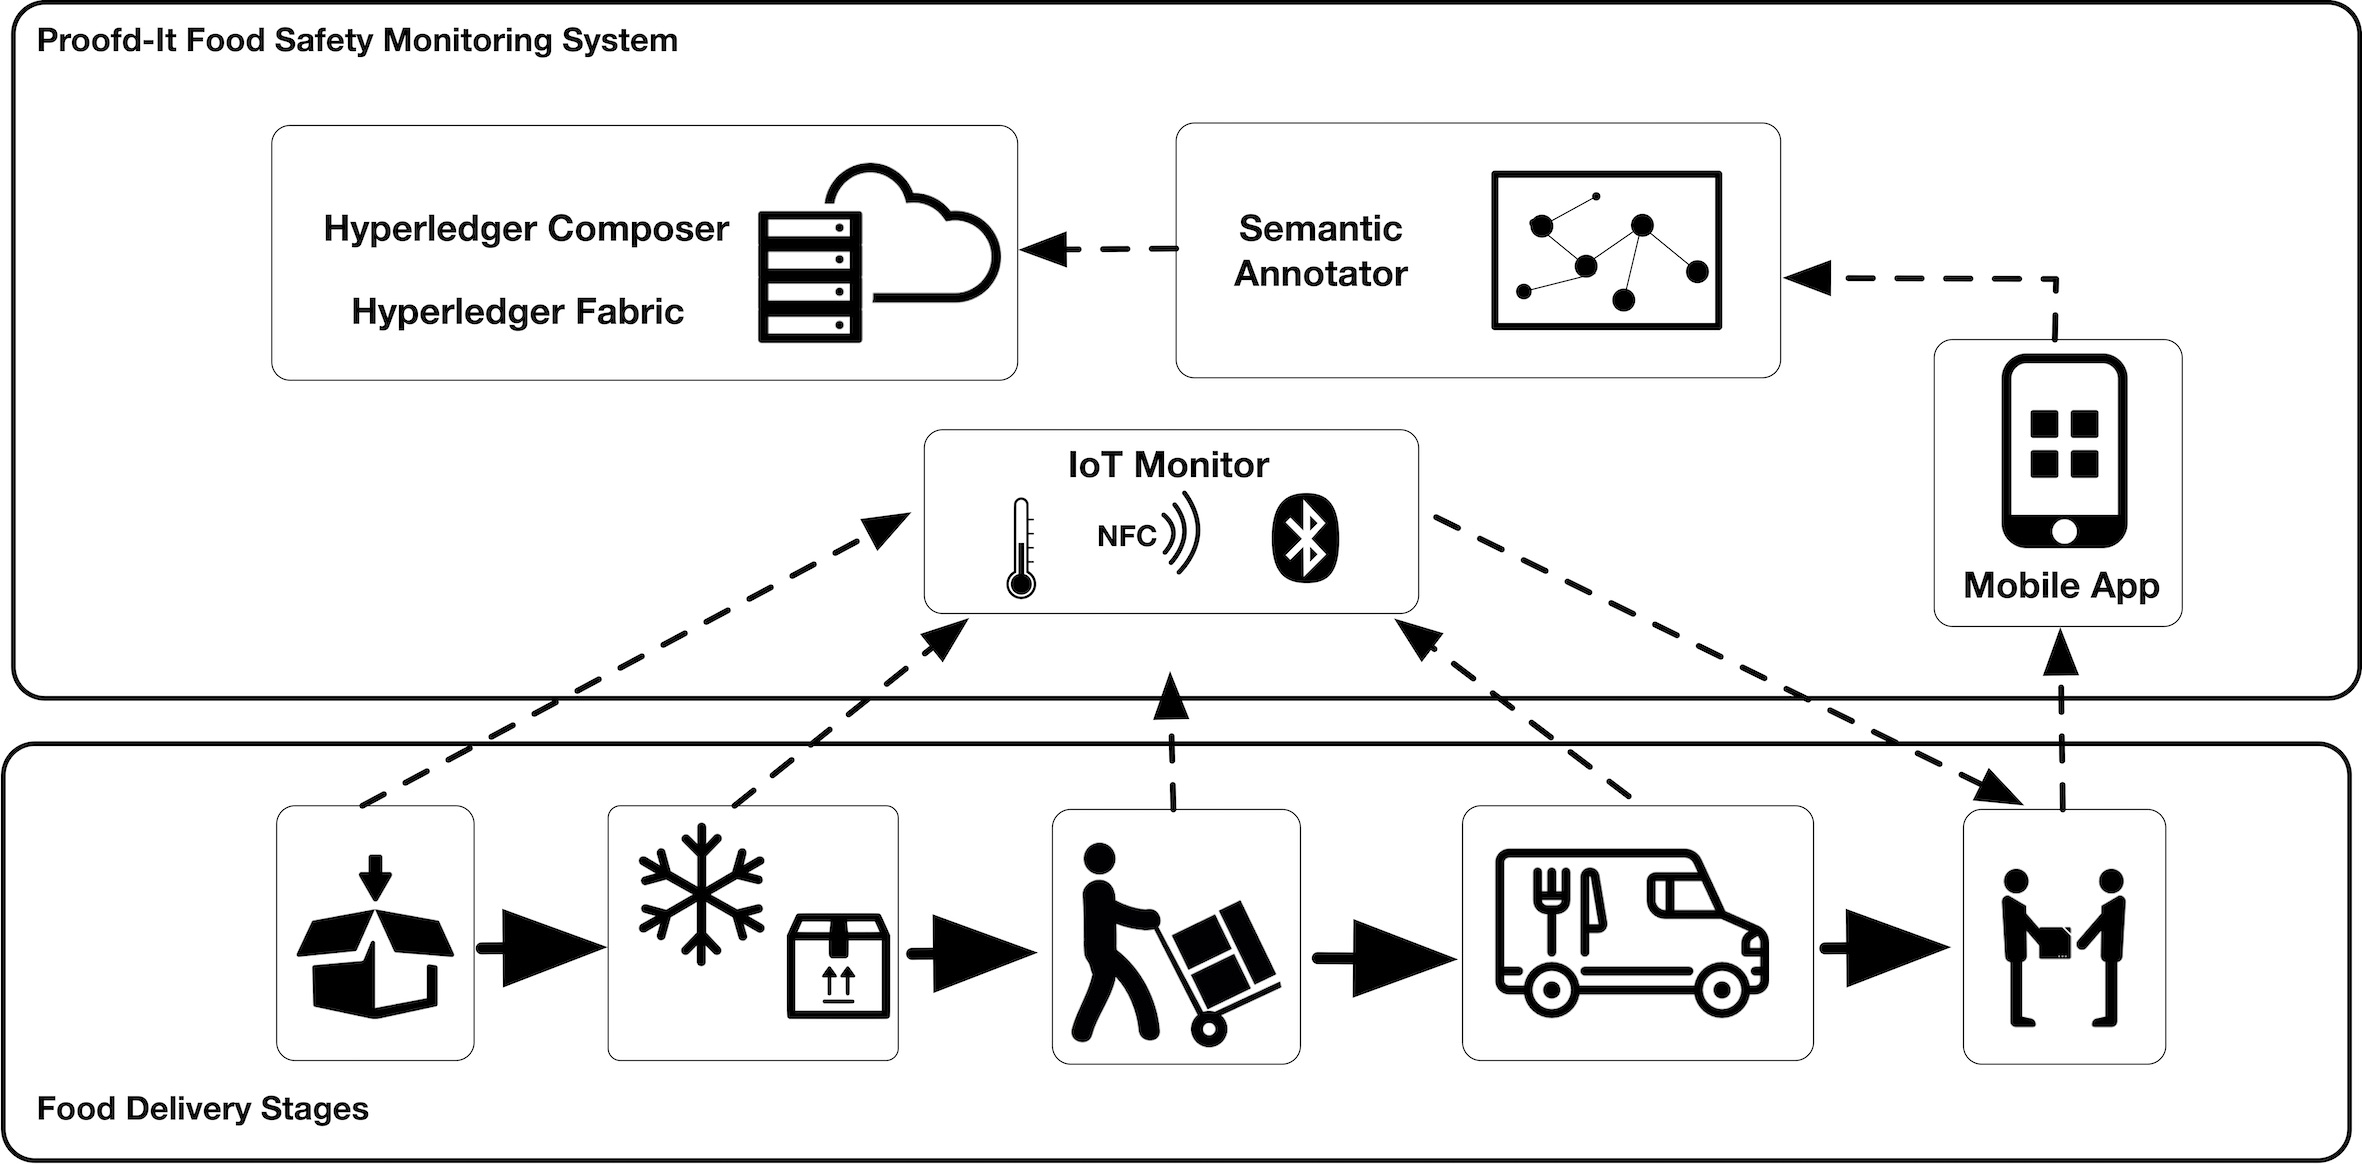 Proofd-It Food Safety Monitoring System
Hyperledger Composer
Hyperledger Fabric
Semantic
Annotator
IoT Monitor
NFC
Mobile App
Food Delivery Stages